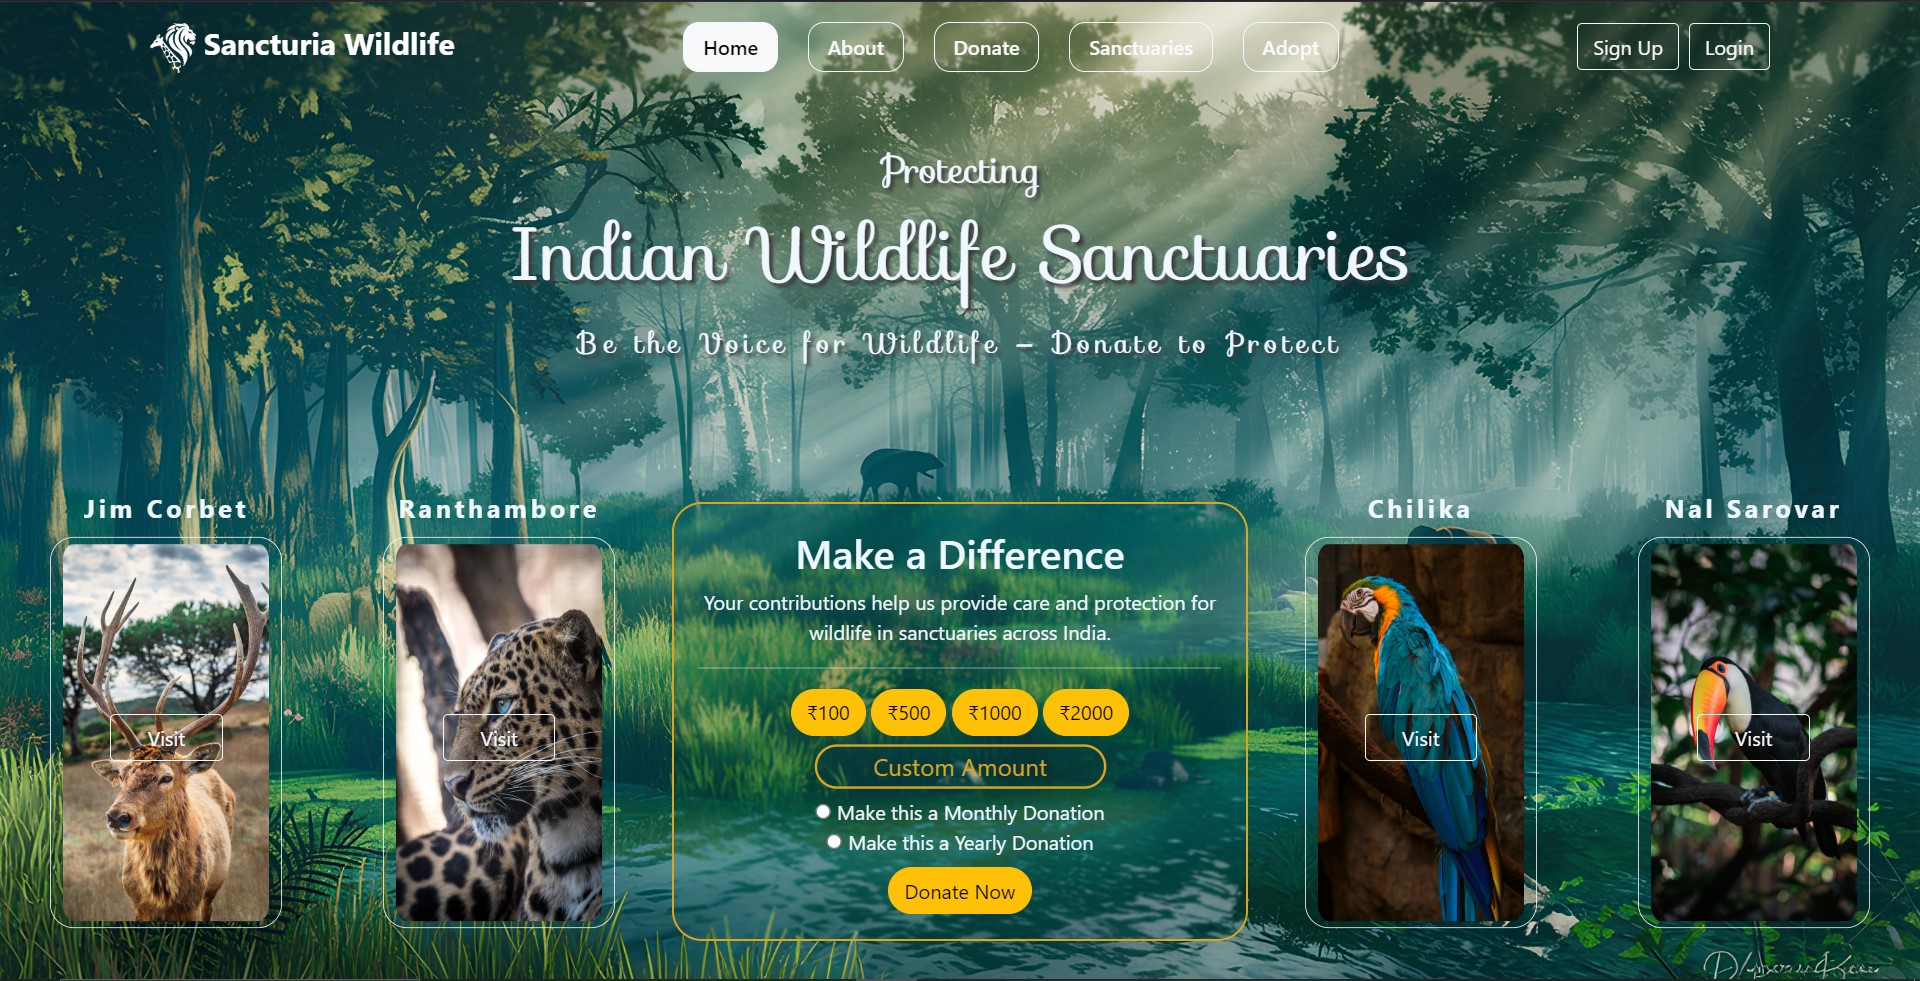 Sancturia Wildlife
Home
About
Donate
Sanctuaries
Adopt
Sign Up
Login
Protecting
Indian Wildlife Sanctuaries
Be the Voice for Wildlife – Donate to Protect
Jim Corbet
Visit
Ranthambore
Visit
Make a Difference
Your contributions help us provide care and protection for
wildlife in sanctuaries across India.
₹100
₹500
₹1000
₹2000
Custom Amount
Make this a Monthly Donation
Make this a Yearly Donation
Donate Now
Chilika
Visit
Nal Sarovar
Visit